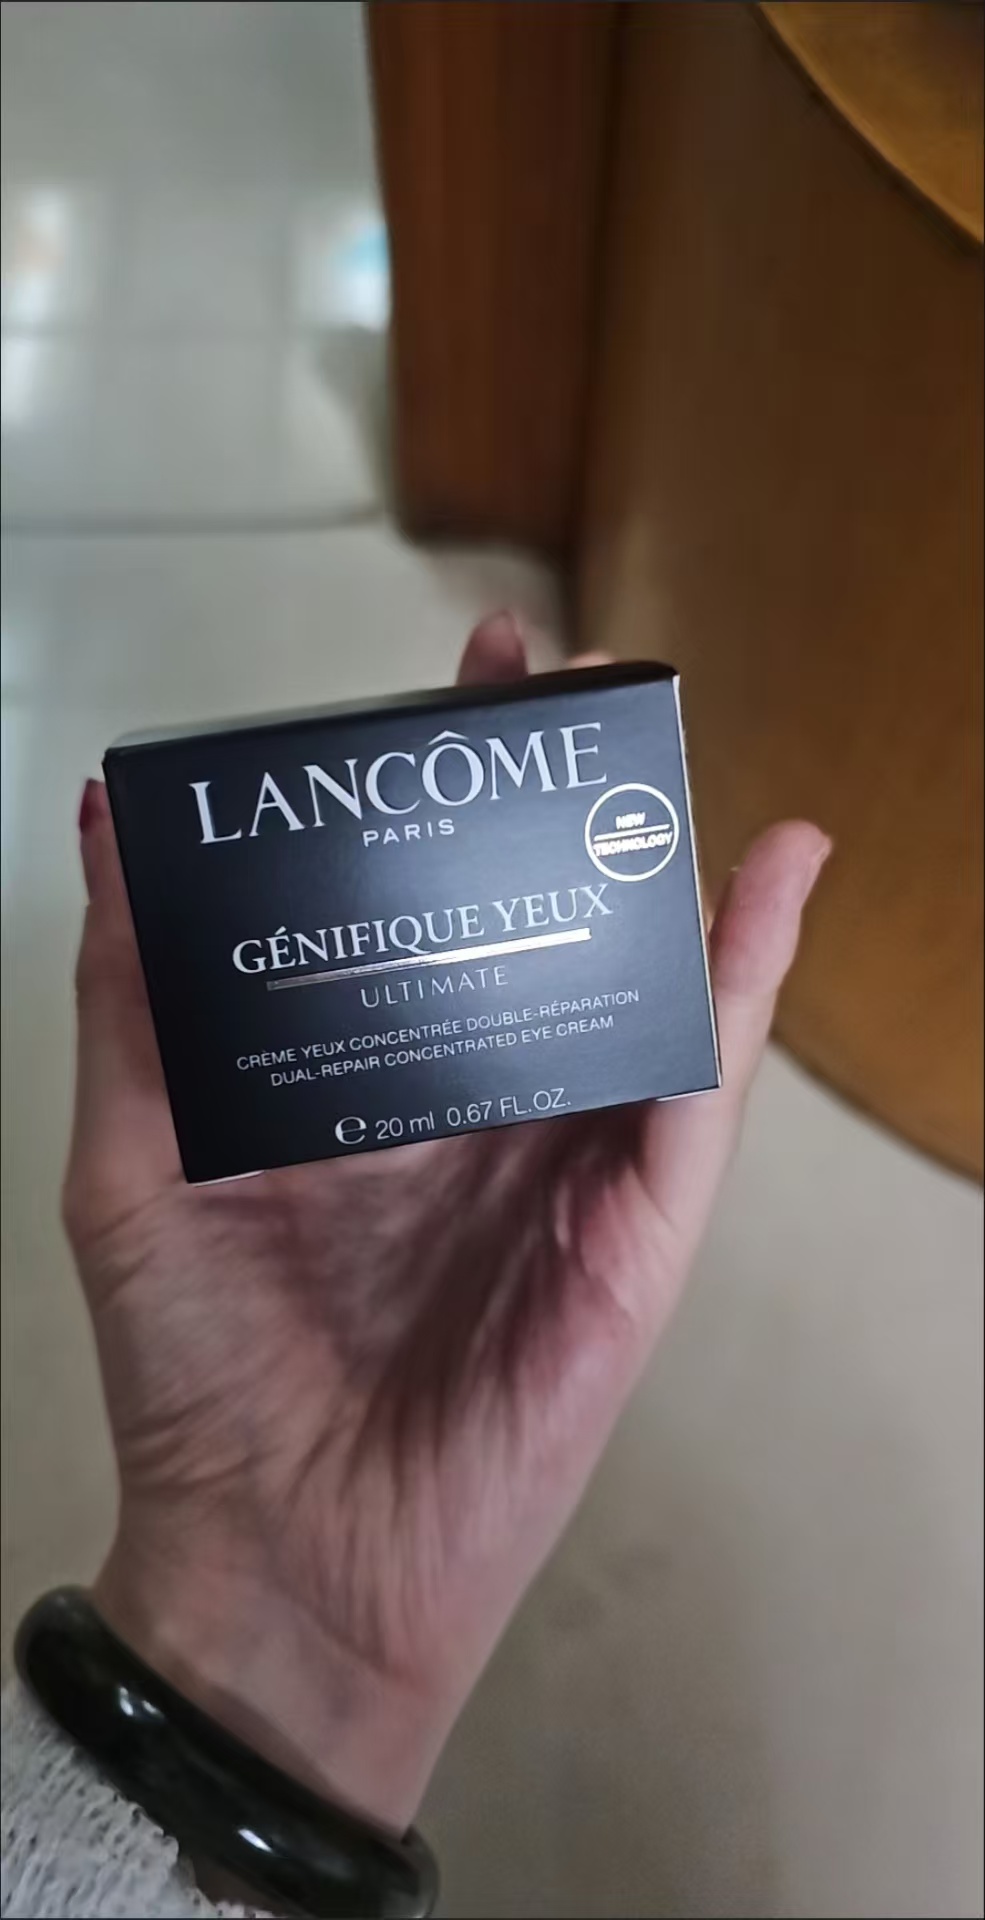 LANCÔME
PARIS
NEW
TECHNOLOGY
GÉNIFIQUE YEUX
ULTIMATE
CRÈME YEUX CONCENTRÉE DOUBLE-RÉPARATION
DUAL-REPAIR CONCENTRATED EYE CREAM
℮ 20 ml 0.67 FL.OZ.